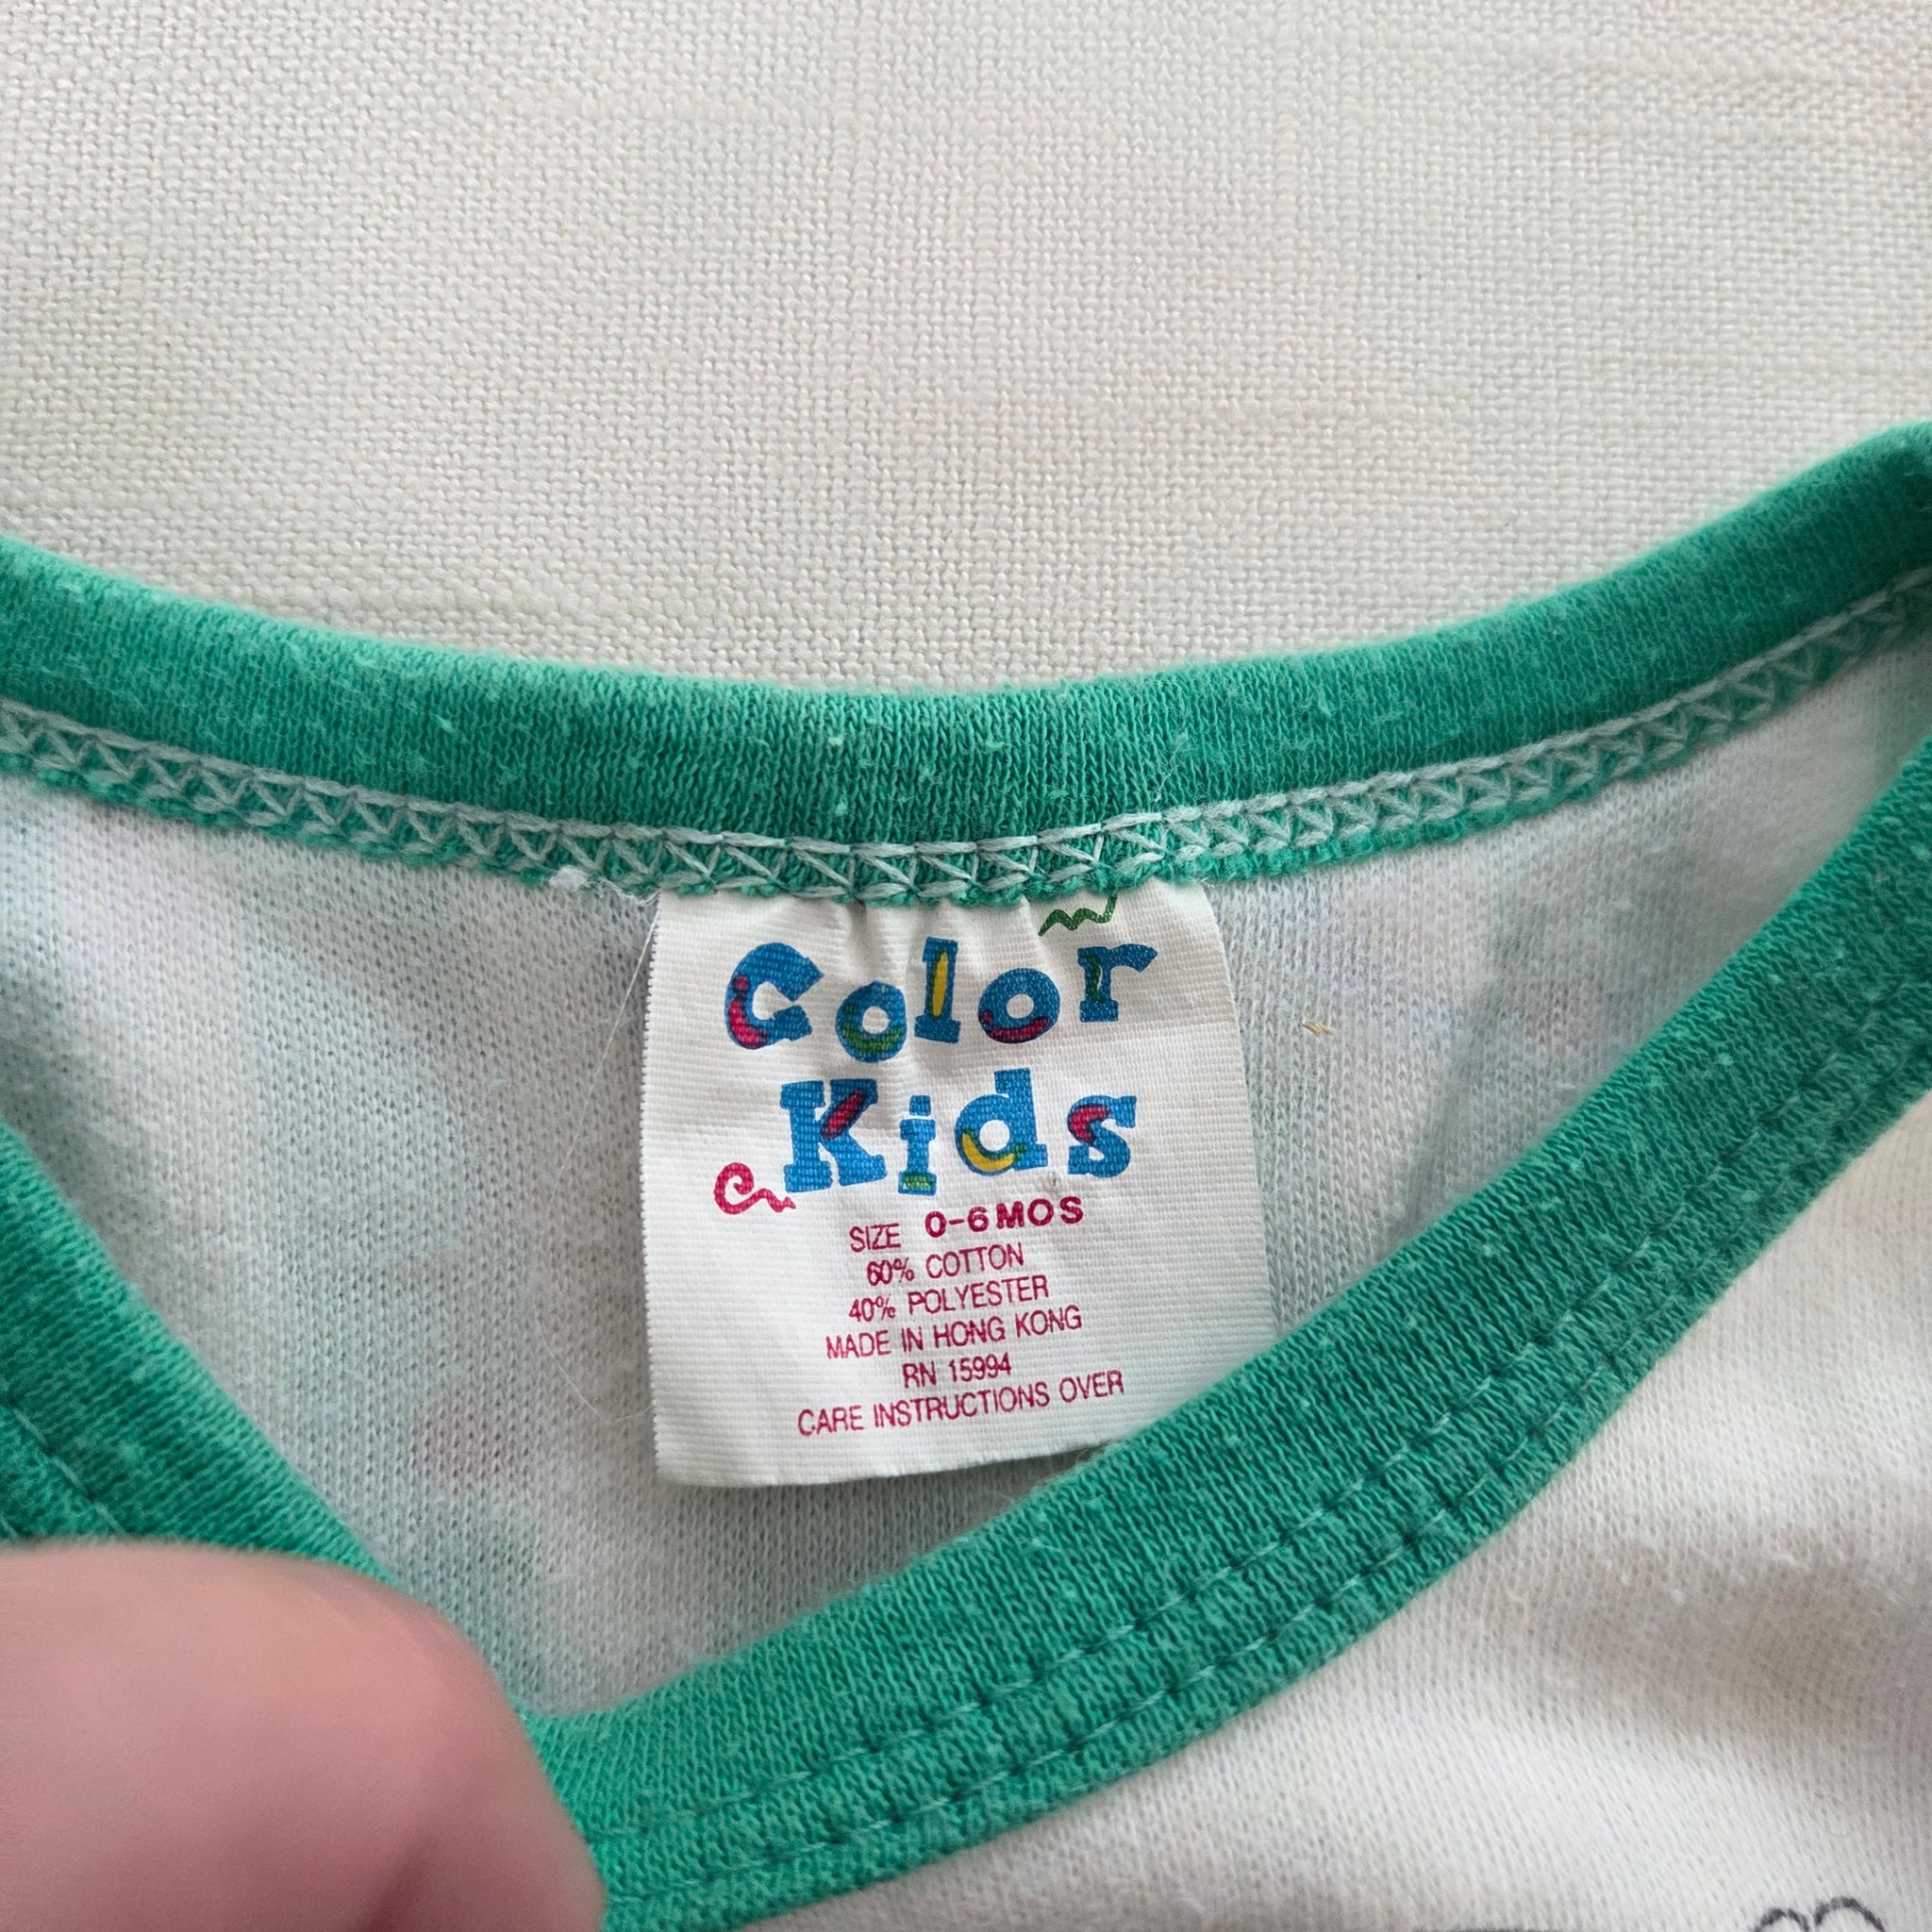 Color
Kids
SIZE 0-6MOS
60% COTTON
40% POLYESTER
MADE IN HONG KONG
RN 15994
CARE INSTRUCTIONS OVER